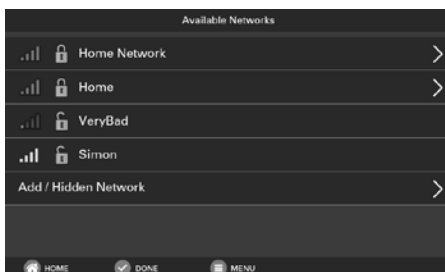 Available Networks
Home Network
Home
VeryBad
Simon
Add / Hidden Network
HOME DONE MENU